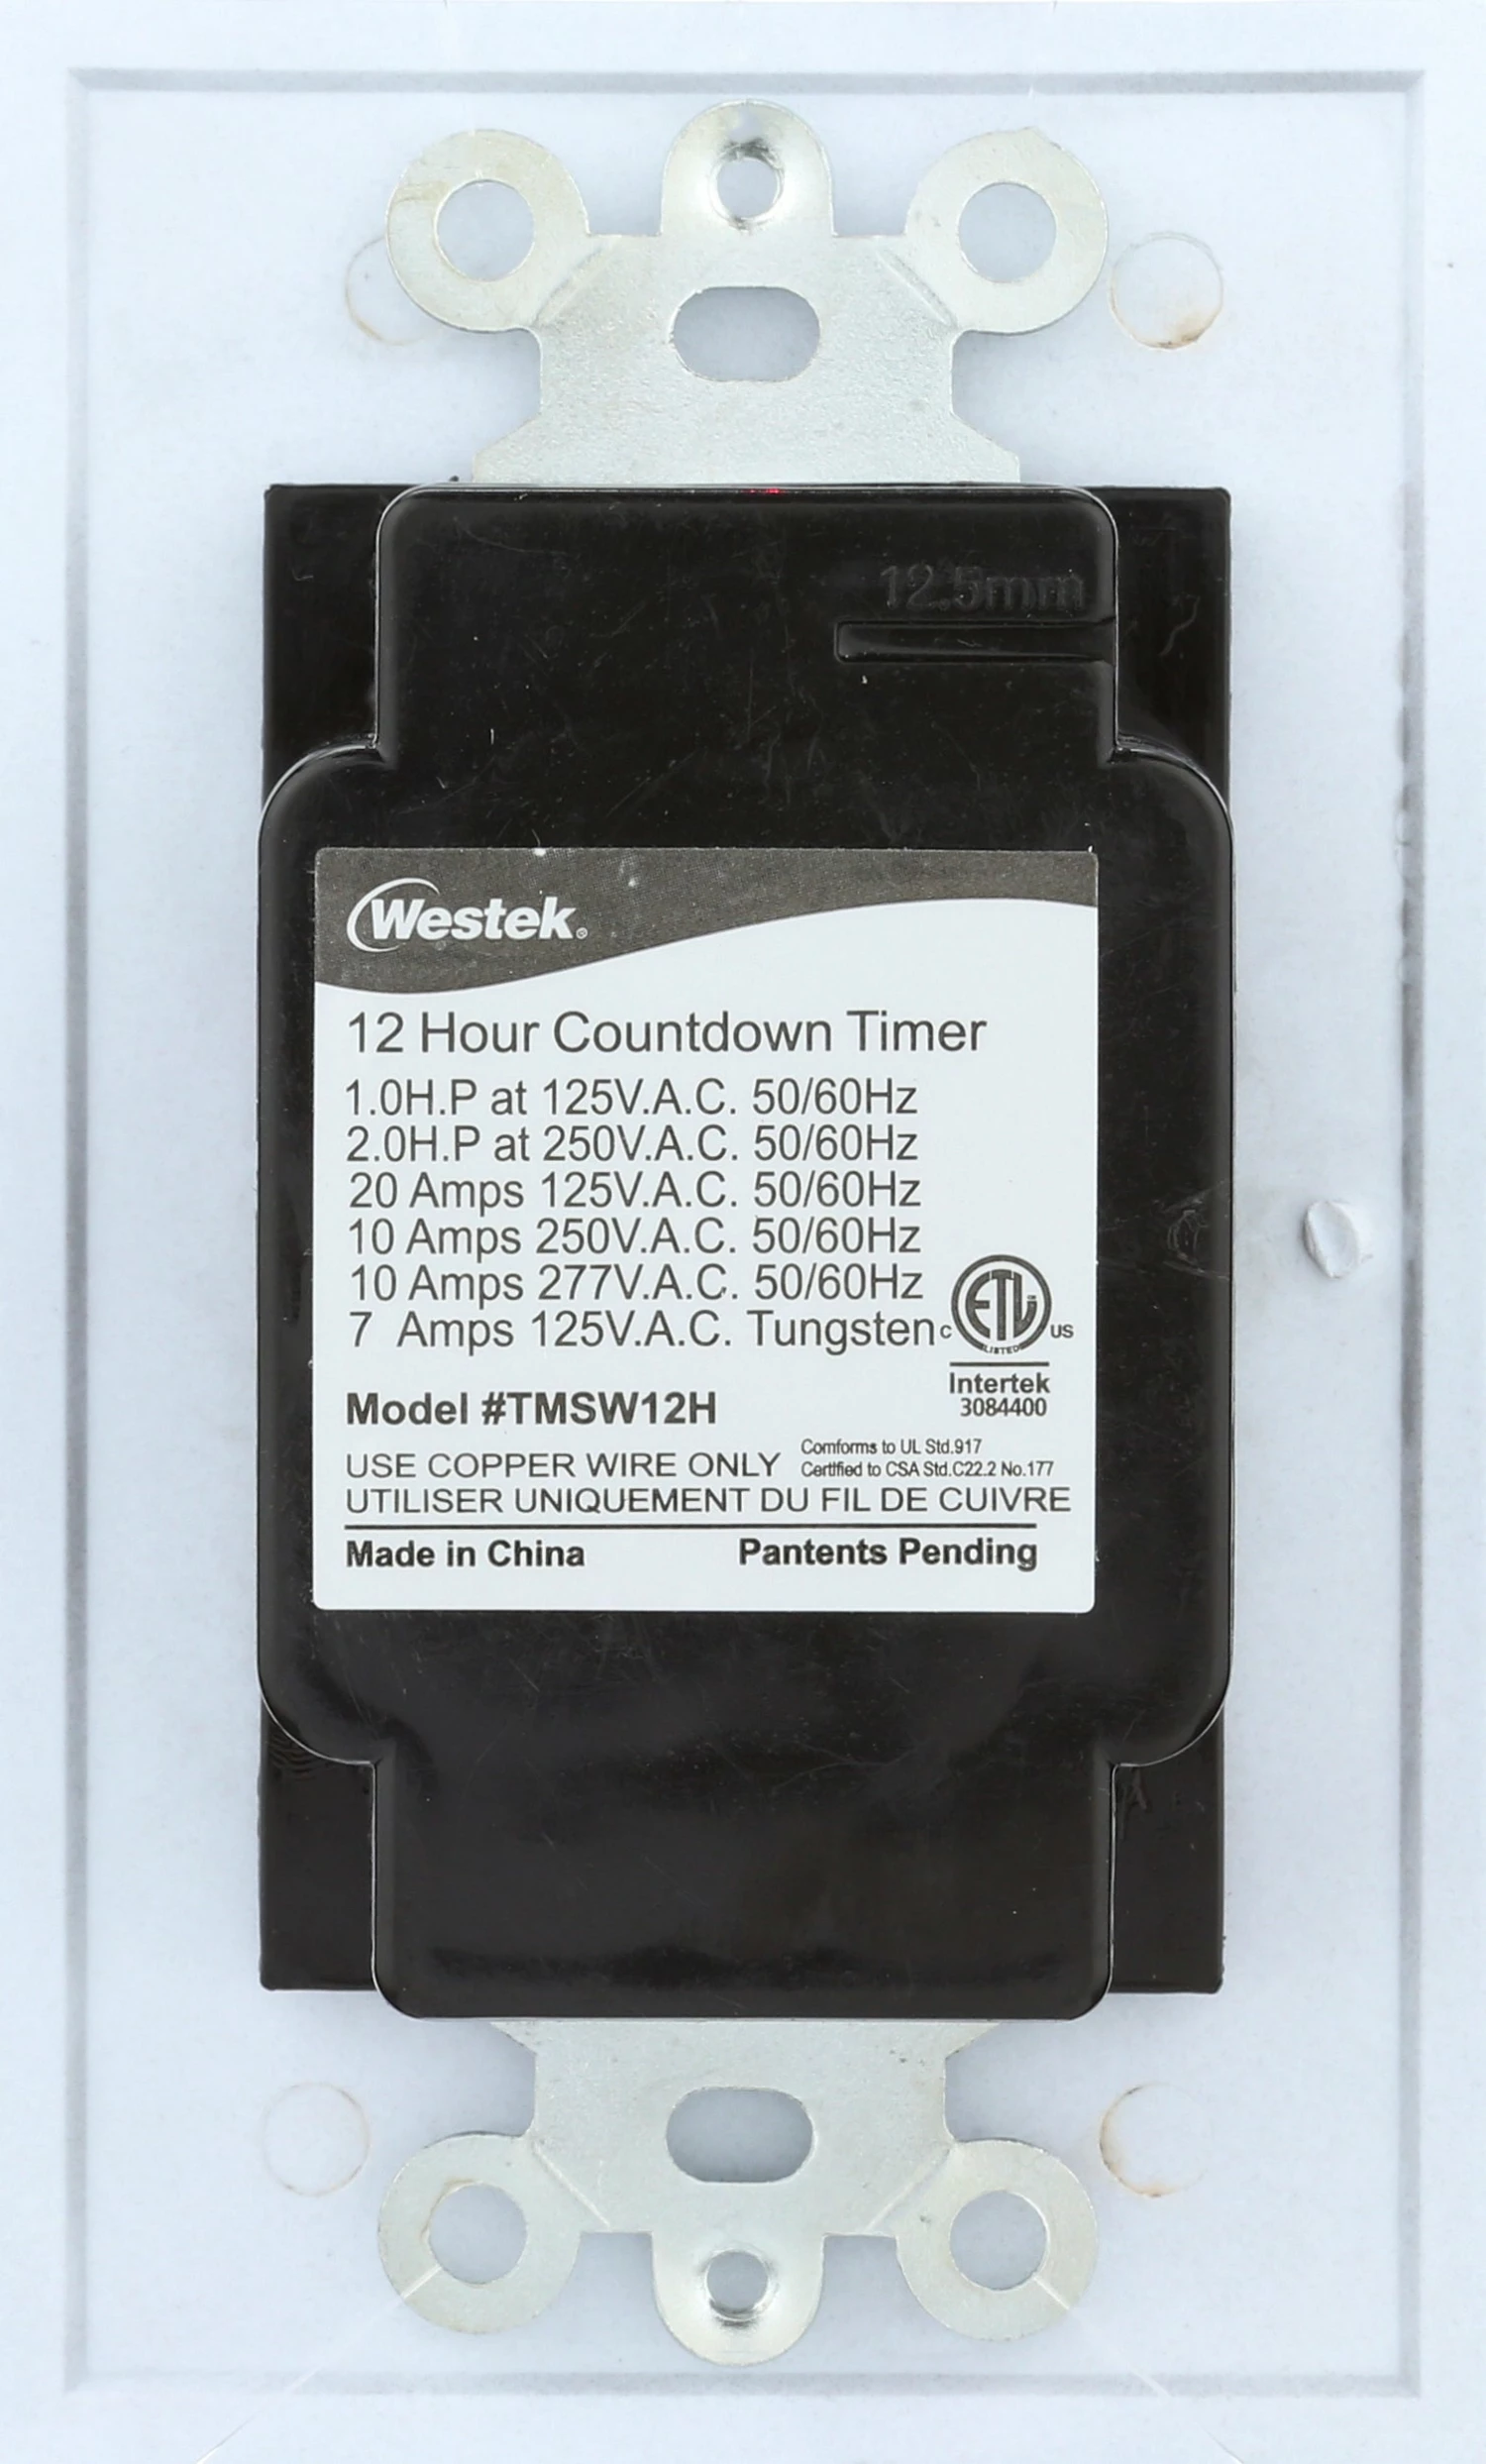 12.5mm
Westek®
12 Hour Countdown Timer
1.0H.P at 125V.A.C. 50/60Hz
2.0H.P at 250V.A.C. 50/60Hz
20 Amps 125V.A.C. 50/60Hz
10 Amps 250V.A.C. 50/60Hz
10 Amps 277V.A.C. 50/60Hz
7 Amps 125V.A.C. Tungsten
c ETL us
LISTED
Intertek
3084400
Model #TMSW12H
Comforms to UL Std.917
Certified to CSA Std.C22.2 No.177
USE COPPER WIRE ONLY
UTILISER UNIQUEMENT DU FIL DE CUIVRE
Made in China Pantents Pending